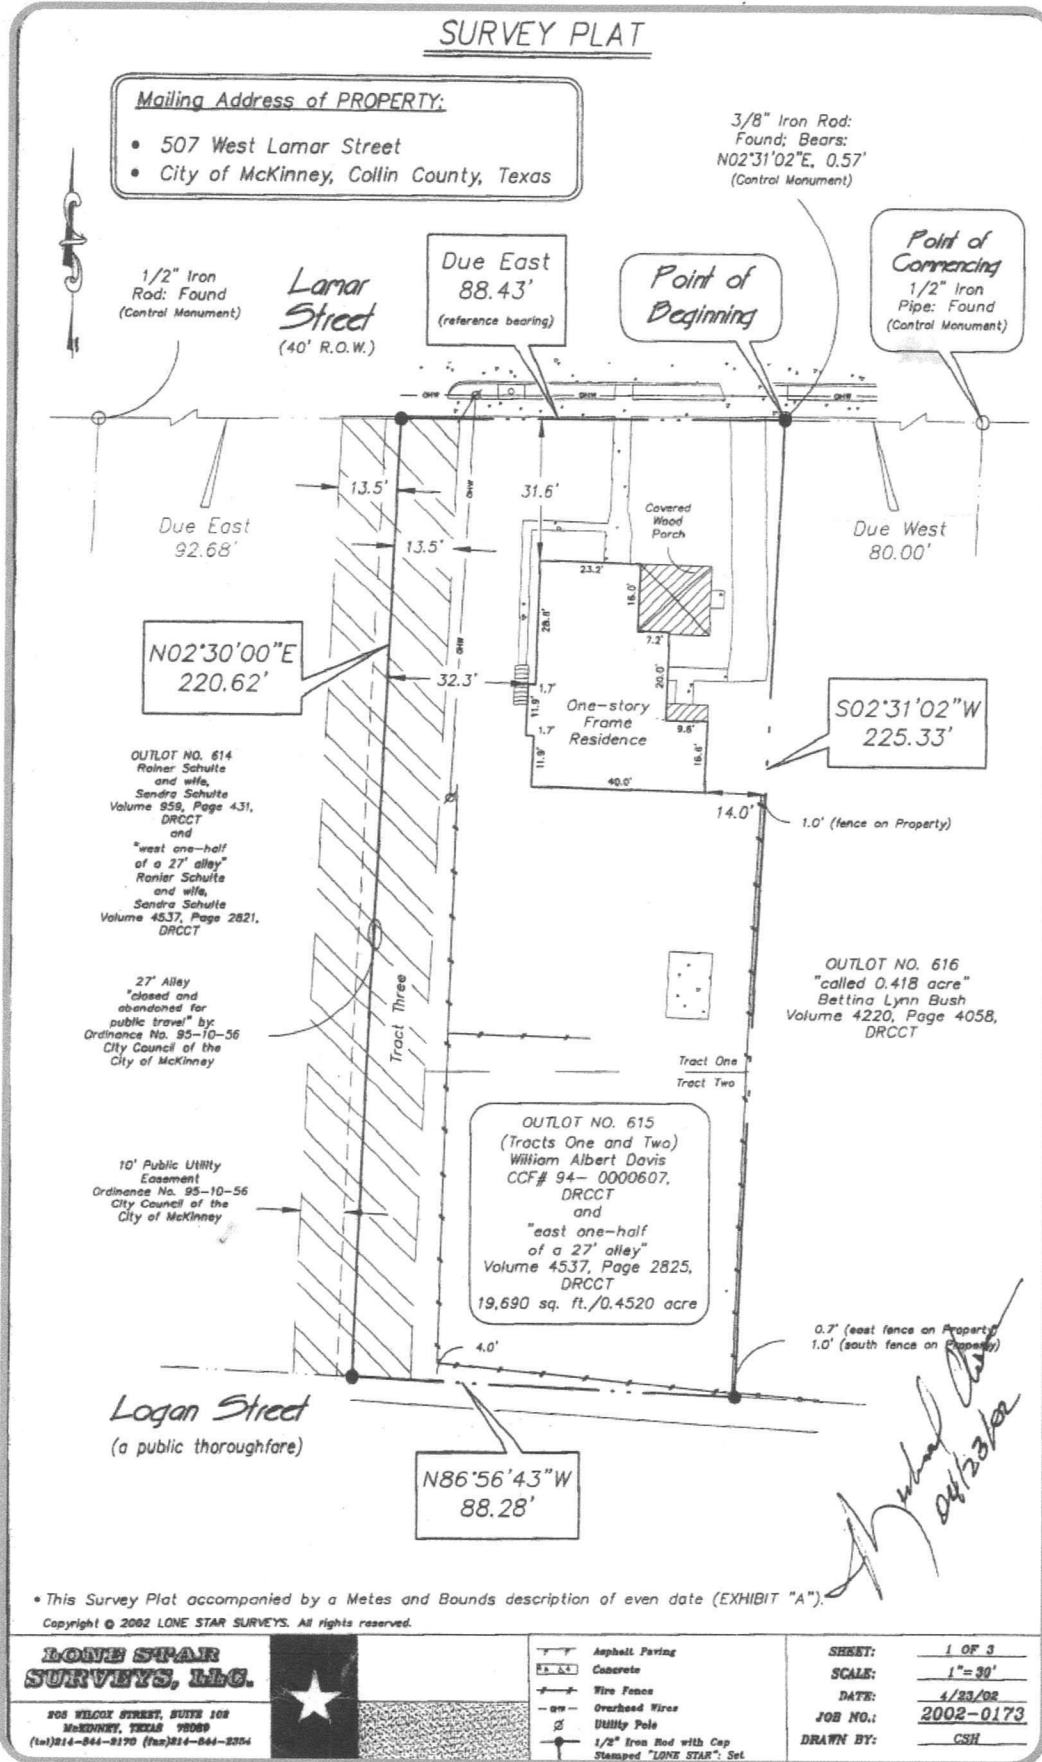 SURVEY PLAT
Mailing Address of PROPERTY:
• 507 West Lamar Street
• City of McKinney, Collin County, Texas
3/8" Iron Rod:
Found; Bears:
N02°31'02"E, 0.57'
(Control Monument)
1/2" Iron
Rod: Found
(Control Monument)
Lamar
Street
(40' R.O.W.)
Due East
88.43'
(reference bearing)
Point of
Beginning
Point of
Commencing
1/2" Iron
Pipe: Found
(Control Monument)
OHW
OHW
OHW
Due East
92.68'
13.5'
13.5'
OHW
31.6'
Covered
Wood
Porch
Due West
80.00'
23.2'
16.0'
28.8'
7.2'
20.0'
OHW
N02°30'00"E
220.62'
32.3'
1.7'
11.9'
1.7'
11.9'
One-story
Frame
Residence
9.6'
16.6'
40.0'
S02°31'02"W
225.33'
14.0'
1.0' (fence on Property)
OUTLOT NO. 614
Rainer Schulte
and wife,
Sandra Schulte
Volume 959, Page 431,
DRCCT
and
"west one-half
of a 27' alley"
Ranier Schulte
and wife,
Sandra Schulte
Volume 4537, Page 2821,
DRCCT
27' Alley
"closed and
abandoned for
public travel" by:
Ordinance No. 95-10-56
City Council of the
City of McKinney
Tract Three
OUTLOT NO. 616
"called 0.418 acre"
Bettina Lynn Bush
Volume 4220, Page 4058,
DRCCT
Tract One
Tract Two
OUTLOT NO. 615
(Tracts One and Two)
William Albert Davis
CCF# 94- 0000607,
DRCCT
and
"east one-half
of a 27' alley"
Volume 4537, Page 2825,
DRCCT
19,690 sq. ft./0.4520 acre
10' Public Utility
Easement
Ordinance No. 95-10-56
City Council of the
City of McKinney
4.0'
0.7' (east fence on Property)
1.0' (south fence on Property)
Logan Street
(a public thoroughfare)
N86°56'43"W
88.28'
04/23/02
• This Survey Plat accompanied by a Metes and Bounds description of even date (EXHIBIT "A").
Copyright © 2002 LONE STAR SURVEYS. All rights reserved.
LONE STAR
SURVEYS, LLC.
McKINNEY, TEXAS
Asphalt Paving
Concrete
Wire Fence
OHW Overhead Wires
Utility Pole
1/2" Iron Rod with Cap
Stamped "LONE STAR": Set
SHEET: 1 OF 3
SCALE: 1"=30'
DATE: 4/23/02
JOB NO.: 2002-0173
DRAWN BY: CSH